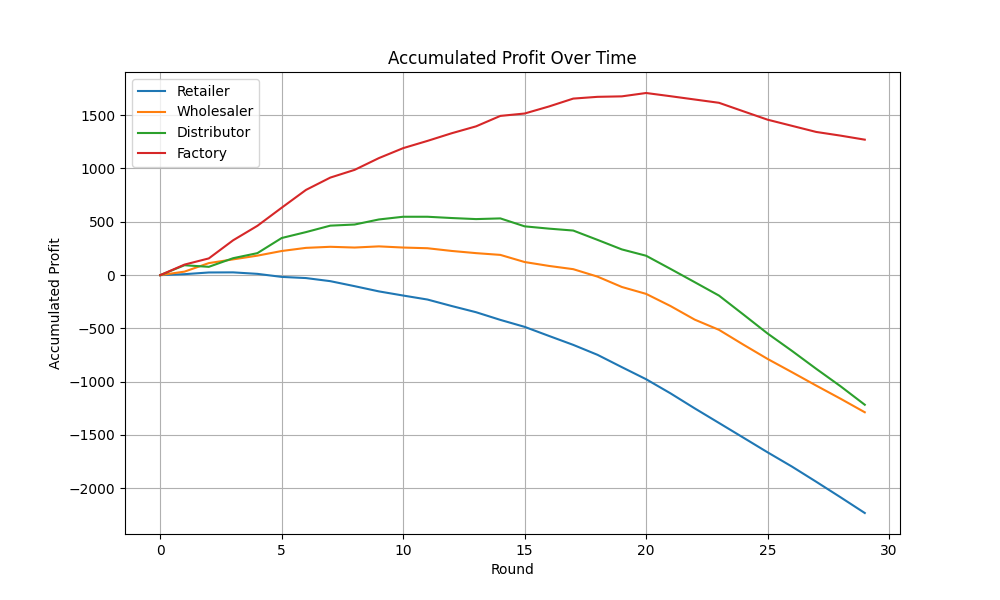 Accumulated Profit Over Time
Retailer
Wholesaler
Distributor
Factory
1500
1000
500
0
−500
−1000
−1500
−2000
Accumulated Profit
0 5 10 15 20 25 30
Round